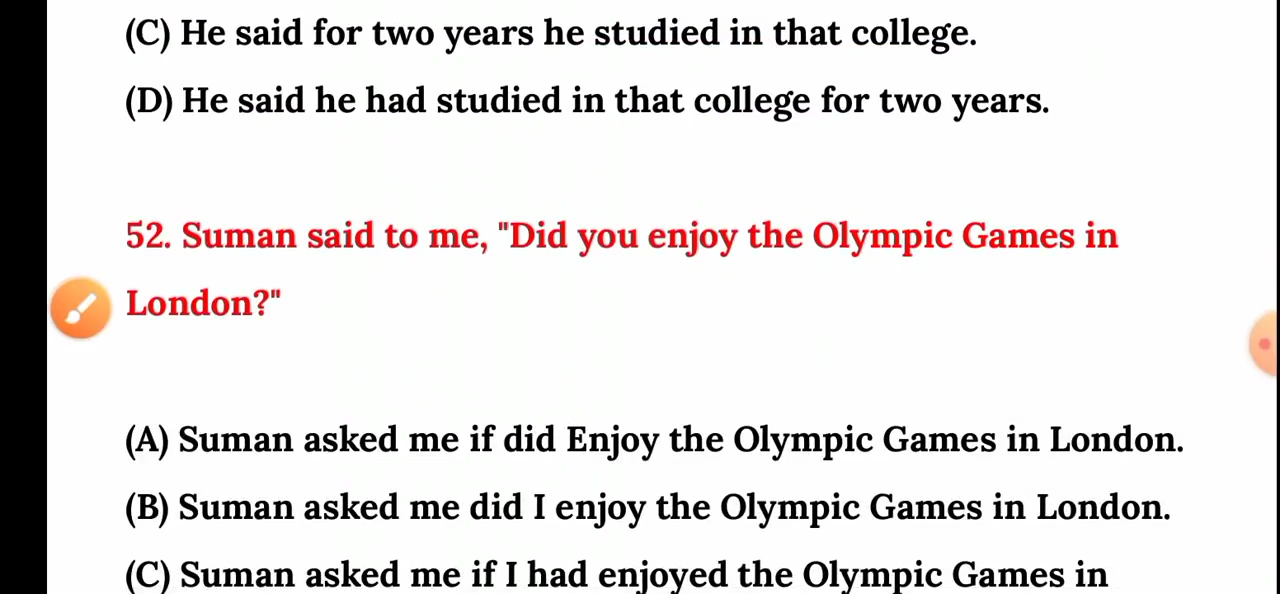 (C) He said for two years he studied in that college.
(D) He said he had studied in that college for two years.
52. Suman said to me, "Did you enjoy the Olympic Games in
London?"
(A) Suman asked me if did Enjoy the Olympic Games in London.
(B) Suman asked me did I enjoy the Olympic Games in London.
(C) Suman asked me if I had enjoyed the Olympic Games in